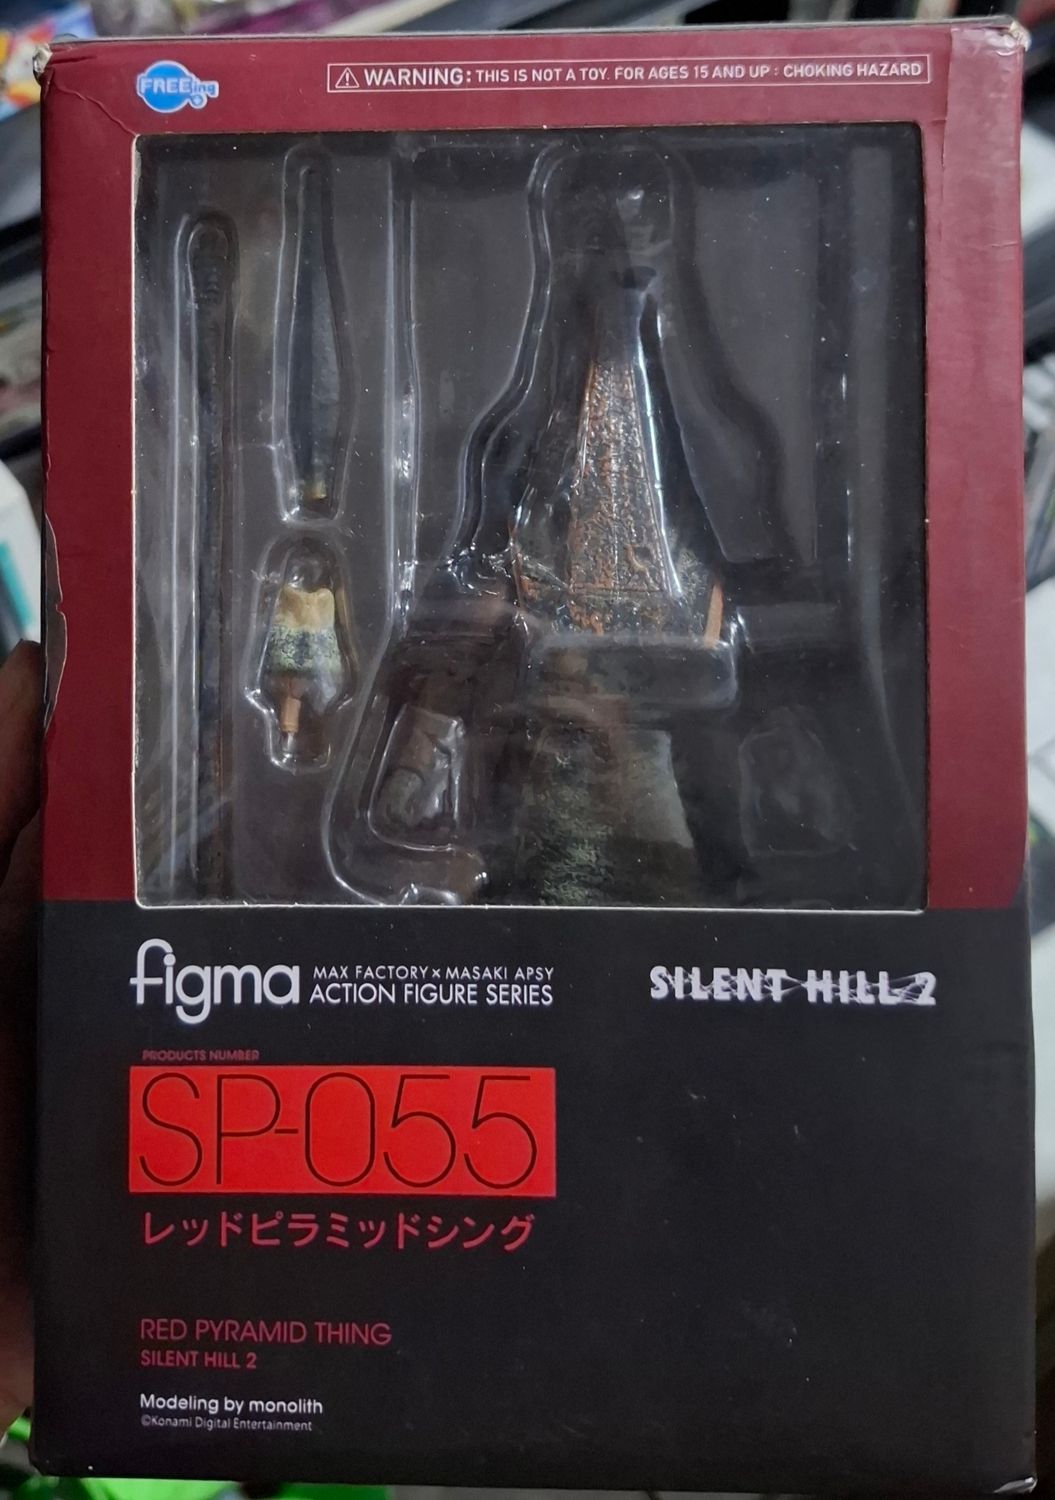 FREEing
WARNING: THIS IS NOT A TOY. FOR AGES 15 AND UP : CHOKING HAZARD
figma
MAX FACTORY × MASAKI APSY
ACTION FIGURE SERIES
SILENT HILL 2
PRODUCTS NUMBER
SP-055
レッドピラミッドシング
RED PYRAMID THING
SILENT HILL 2
Modeling by monolith
©Konami Digital Entertainment